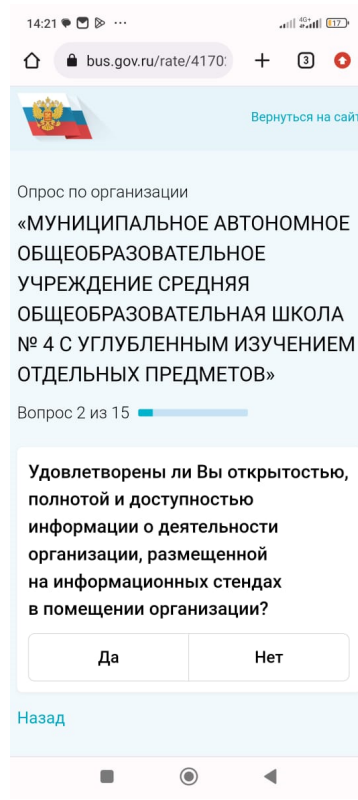 14:21
4G+
17
bus.gov.ru/rate/4170
3
Вернуться на сайт
Опрос по организации
«МУНИЦИПАЛЬНОЕ АВТОНОМНОЕ
ОБЩЕОБРАЗОВАТЕЛЬНОЕ
УЧРЕЖДЕНИЕ СРЕДНЯЯ
ОБЩЕОБРАЗОВАТЕЛЬНАЯ ШКОЛА
№ 4 С УГЛУБЛЕННЫМ ИЗУЧЕНИЕМ
ОТДЕЛЬНЫХ ПРЕДМЕТОВ»
Вопрос 2 из 15
Удовлетворены ли Вы открытостью,
полнотой и доступностью
информации о деятельности
организации, размещенной
на информационных стендах
в помещении организации?
Да Нет
Назад